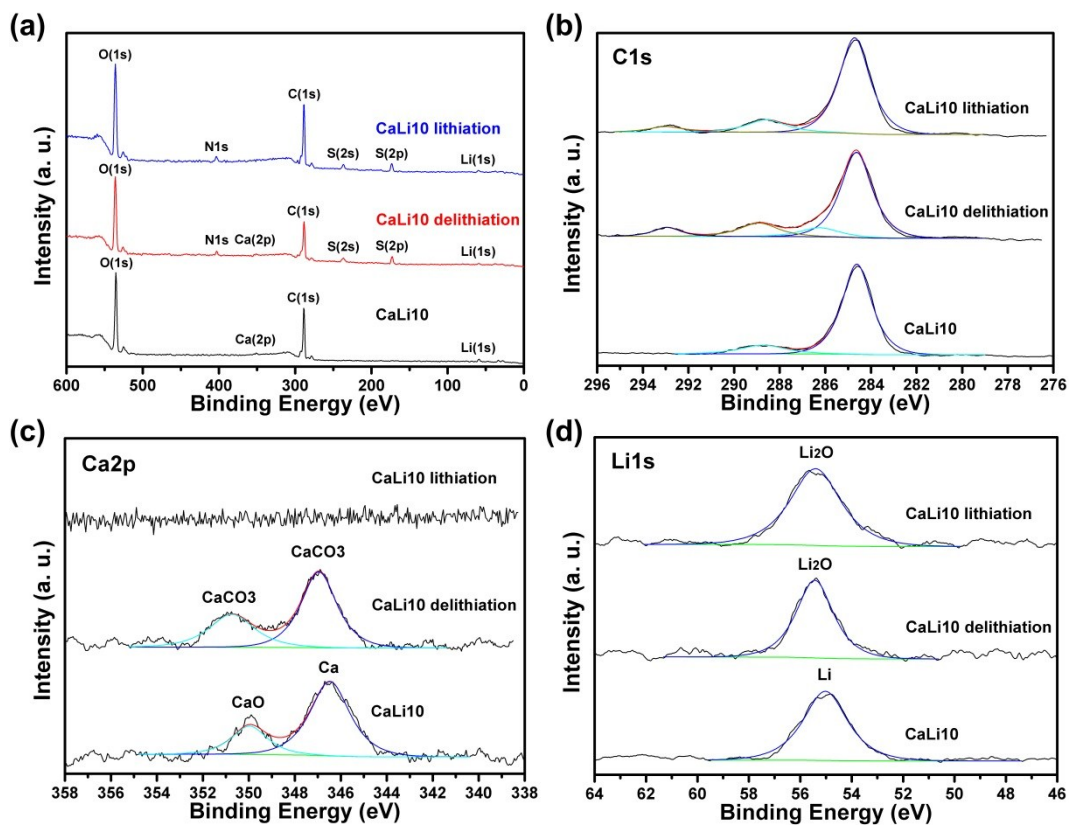 (a)
O(1s)
C(1s)
CaLi10 lithiation
N1s
S(2s)
S(2p)
Li(1s)
O(1s)
C(1s)
CaLi10 delithiation
N1s
Ca(2p)
S(2s)
S(2p)
Li(1s)
O(1s)
C(1s)
CaLi10
Ca(2p)
Li(1s)
Intensity (a. u.)
600 500 400 300 200 100 0
Binding Energy (eV)
(b)
C1s
CaLi10 lithiation
CaLi10 delithiation
CaLi10
Intensity (a. u.)
296 294 292 290 288 286 284 282 280 278 276
Binding Energy (eV)
(c)
Ca2p
CaLi10 lithiation
CaCO3
CaCO3
CaLi10 delithiation
Ca
CaO
CaLi10
Intensity (a. u.)
358 356 354 352 350 348 346 344 342 340 338
Binding Energy (eV)
(d)
Li1s
Li2O
CaLi10 lithiation
Li2O
CaLi10 delithiation
Li
CaLi10
Intensity (a. u.)
64 62 60 58 56 54 52 50 48 46
Binding Energy (eV)